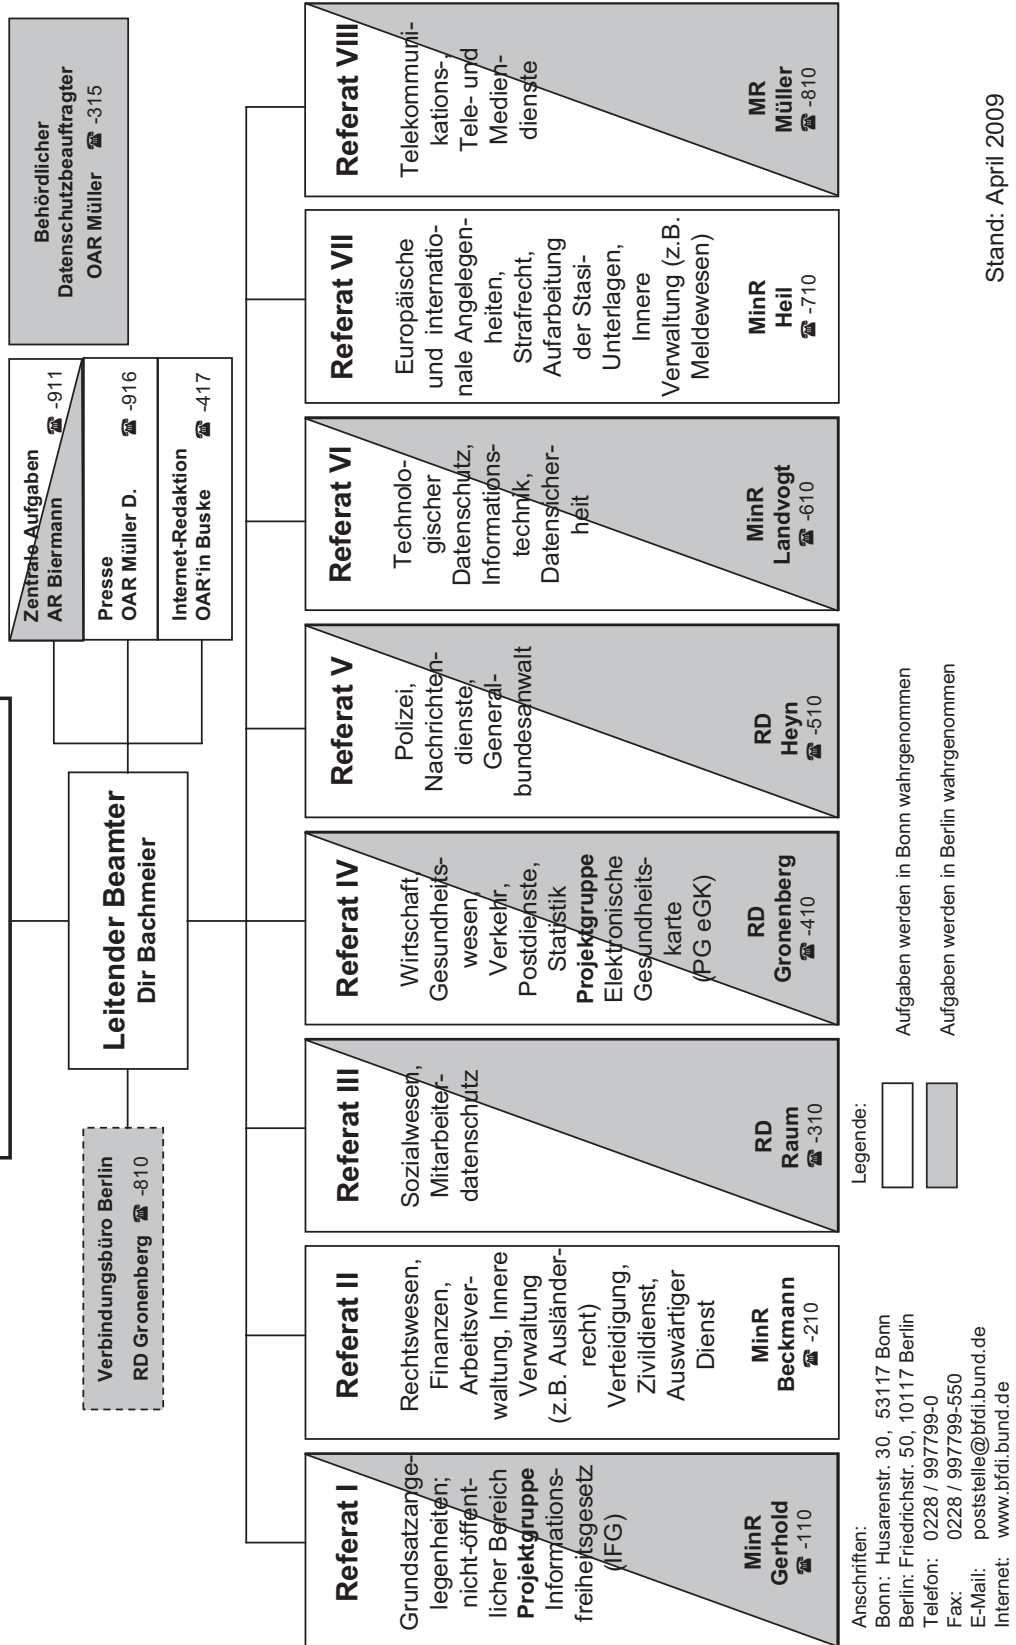 Behördlicher
Datenschutzbeauftragter
OAR Müller ☎ -315
Zentrale Aufgaben
AR Biermann ☎ -911
Presse
OAR Müller D. ☎ -916
Internet-Redaktion
OAR'in Buske ☎ -417
Leitender Beamter
Dir Bachmeier
Verbindungsbüro Berlin
RD Gronenberg ☎ -810
Referat I
Grundsatzange-
legenheiten;
nicht-öffent-
licher Bereich
Projektgruppe
Informations-
freiheitsgesetz
(IFG)
MinR
Gerhold
☎ -110
Referat II
Rechtswesen,
Finanzen,
Arbeitsver-
waltung, Innere
Verwaltung
(z.B. Ausländer-
recht)
Verteidigung,
Zivildienst,
Auswärtiger
Dienst
MinR
Beckmann
☎ -210
Referat III
Sozialwesen,
Mitarbeiter-
datenschutz
RD
Raum
☎ -310
Referat IV
Wirtschaft,
Gesundheits-
wesen,
Verkehr,
Postdienste,
Statistik
Projektgruppe
Elektronische
Gesundheits-
karte
(PG eGK)
RD
Gronenberg
☎ -410
Referat V
Polizei,
Nachrichten-
dienste,
General-
bundesanwalt
RD
Heyn
☎ -510
Referat VI
Technolo-
gischer
Datenschutz,
Informations-
technik,
Datensicher-
heit
MinR
Landvogt
☎ -610
Referat VII
Europäische
und internatio-
nale Angelegen-
heiten,
Strafrecht,
Aufarbeitung
der Stasi-
Unterlagen,
Innere
Verwaltung (z.B.
Meldewesen)
MinR
Heil
☎ -710
Referat VIII
Telekommuni-
kations-,
Tele- und
Medien-
dienste
MR
Müller
☎ -810
Anschriften:
Bonn: Husarenstr. 30, 53117 Bonn
Berlin: Friedrichstr. 50, 10117 Berlin
Telefon: 0228 / 997799-0
Fax: 0228 / 997799-550
E-Mail: poststelle@bfdi.bund.de
Internet: www.bfdi.bund.de
Legende:
Aufgaben werden in Bonn wahrgenommen
Aufgaben werden in Berlin wahrgenommen
Stand: April 2009